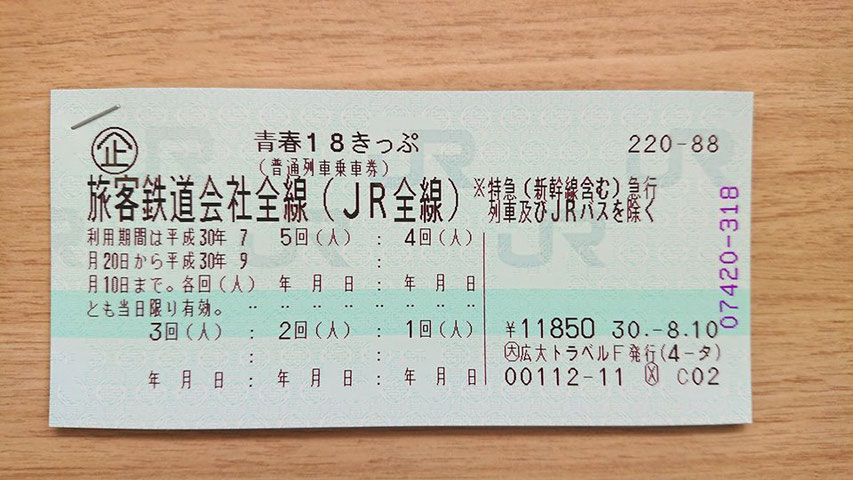 企 青春18きっぷ 220-88
(普通列車乗車券)
旅客鉄道会社全線(JR全線) ※特急(新幹線含む)急行
列車及びJRバスを除く
利用期間は平成30年7
月20日から平成30年9
月10日まで。各回(人)
とも当日限り有効。
5回(人) : 4回(人)
:
年 月 日 : 年 月 日
3回(人) : 2回(人) : 1回(人)
: :
年 月 日 : 年 月 日 : 年 月 日
¥11850 30.-8.10
大広大トラベルF発行(4-タ)
00112-11 X C02
07420-318
JR
JR
JR
JR
JR